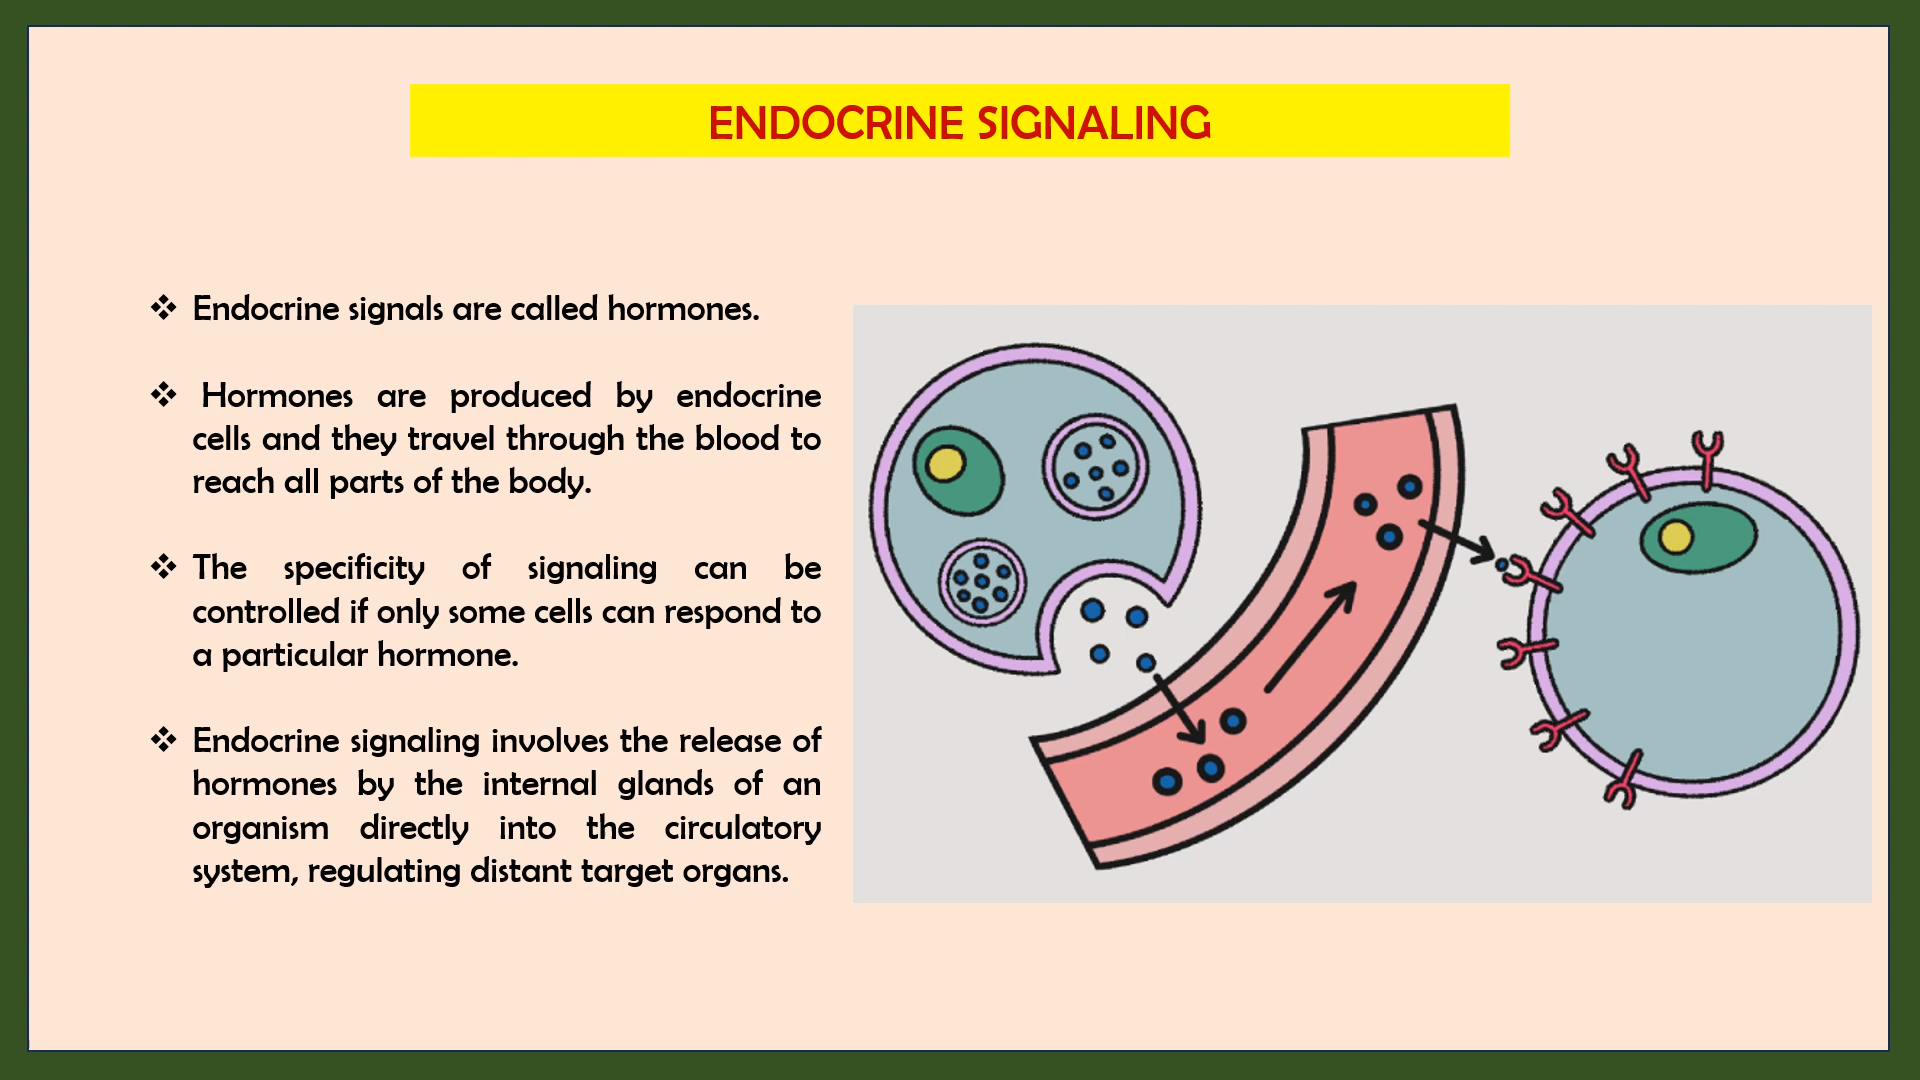 ENDOCRINE SIGNALING
❖ Endocrine signals are called hormones.
❖ Hormones are produced by endocrine
cells and they travel through the blood to
reach all parts of the body.
❖ The specificity of signaling can be
controlled if only some cells can respond to
a particular hormone.
❖ Endocrine signaling involves the release of
hormones by the internal glands of an
organism directly into the circulatory
system, regulating distant target organs.